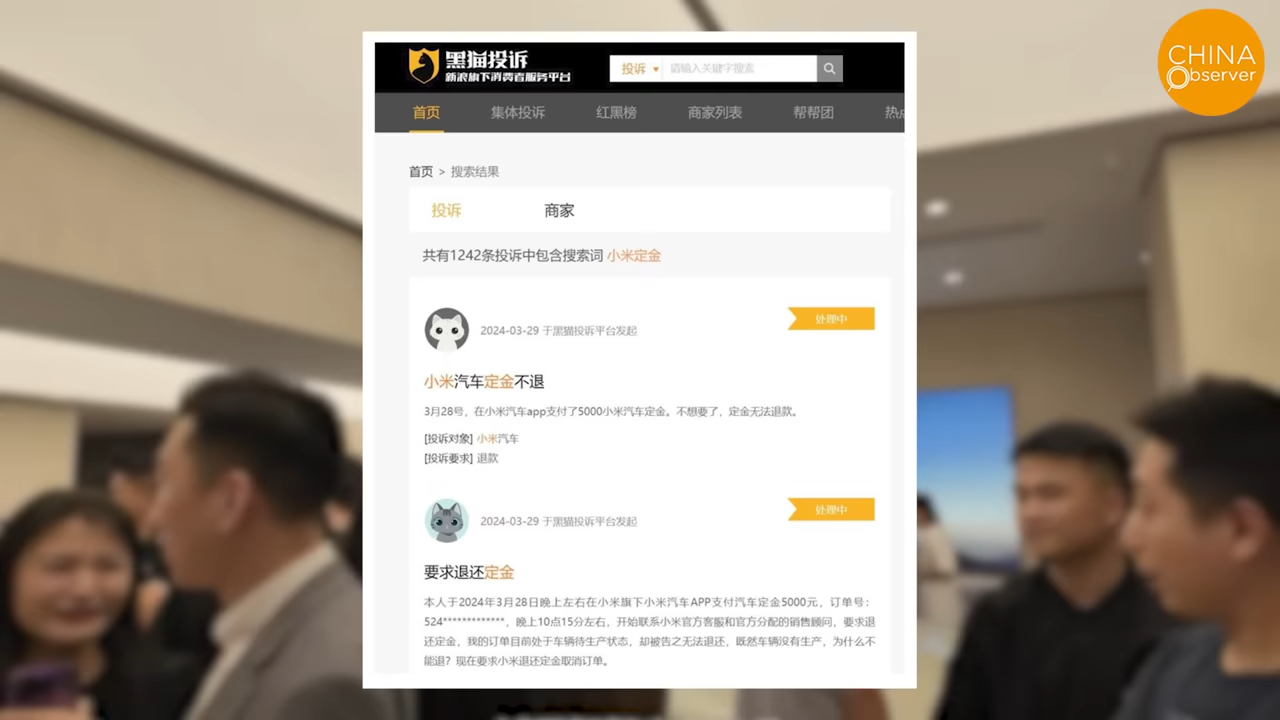 CHINA
Observer
黑猫投诉
新浪旗下消费者服务平台
投诉 请输入关键字搜索
首页 集体投诉 红黑榜 商家列表 帮帮团
首页 > 搜索结果
投诉 商家
共有1242条投诉中包含搜索词 小米定金
2024-03-29 于黑猫投诉平台发起
处理中
小米汽车定金不退
3月28号，在小米汽车app支付了5000小米汽车定金。不想要了，定金无法退款。
[投诉对象] 小米汽车
[投诉要求] 退款
2024-03-29 于黑猫投诉平台发起
处理中
要求退还定金
本人于2024年3月28日晚上左右在小米旗下小米汽车APP支付汽车定金5000元，订单号：
524*************，晚上10点15分左右，开始联系小米官方客服和官方分配的销售顾问，要求退
还定金，我的订单目前处于车辆待生产状态，却被告之无法退还，既然车辆没有生产，为什么不
能退？现在要求小米退还定金取消订单。